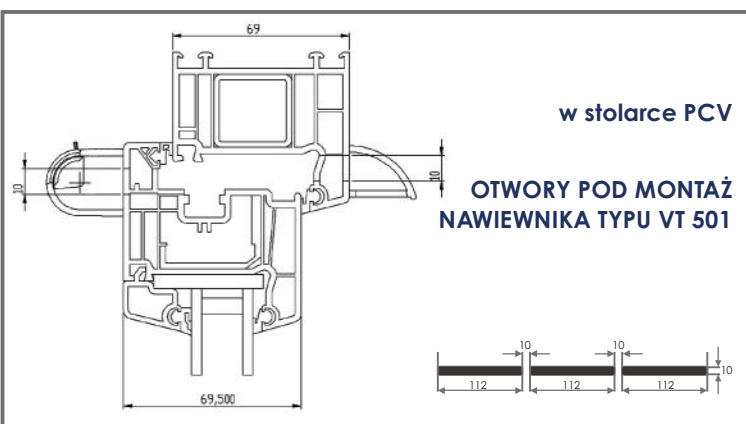 69
w stolarce PCV
10
10
OTWORY POD MONTAŻ
NAWIEWNIKA TYPU VT 501
10 10
10
112 112 112
69,500